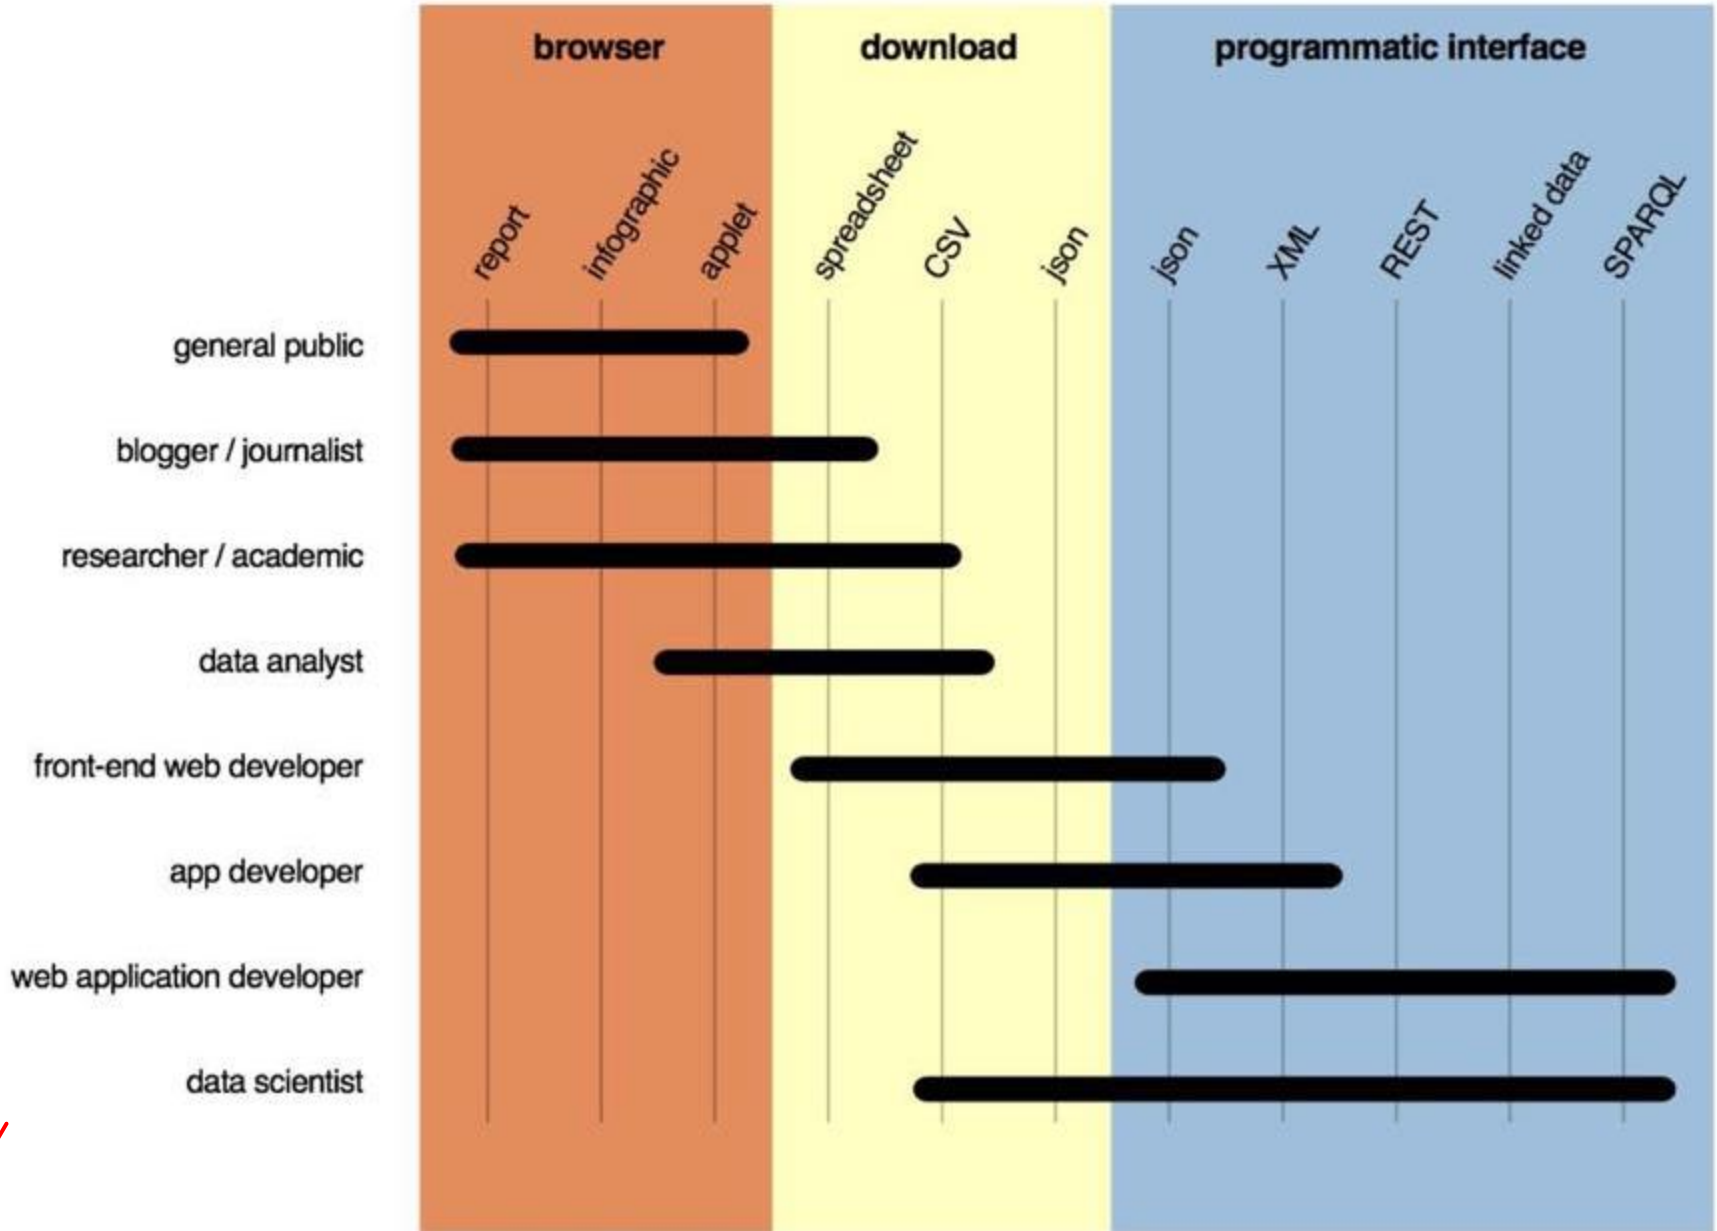 browser
download
programmatic interface
report
infographic
applet
spreadsheet
CSV
json
json
XML
REST
linked data
SPARQL
general public
blogger / journalist
researcher / academic
data analyst
front-end web developer
app developer
web application developer
data scientist